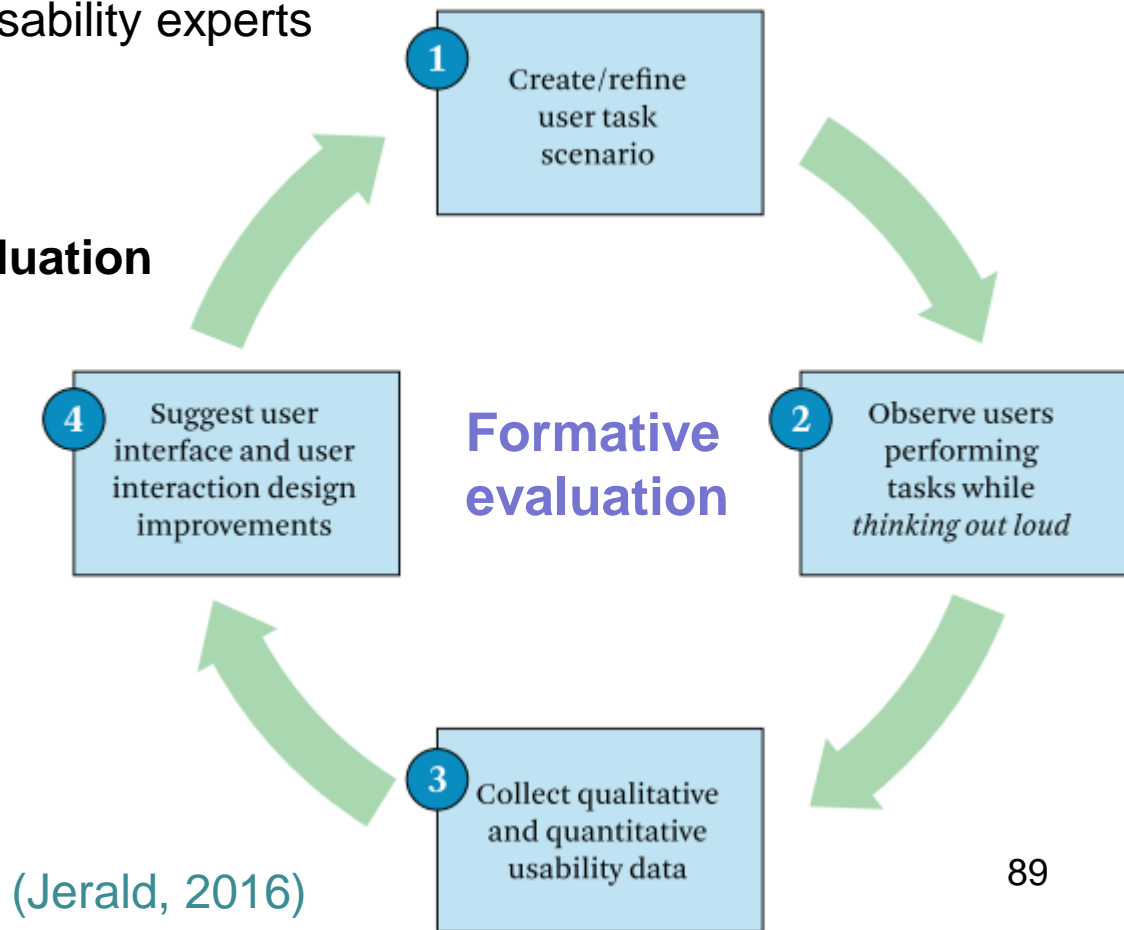 sability experts
1
Create/refine
user task
scenario
luation
4
Suggest user
interface and user
interaction design
improvements
Formative
evaluation
2
Observe users
performing
tasks while
thinking out loud
3
Collect qualitative
and quantitative
usability data
(Jerald, 2016)
89